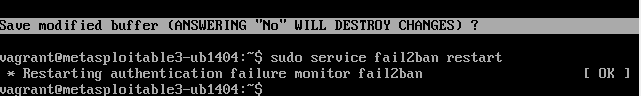 Save modified buffer (ANSWERING "No" WILL DESTROY CHANGES) ?
vagrant@metasploitable3-ub1404:~$ sudo service fail2ban restart
* Restarting authentication failure monitor fail2ban [ OK ]
vagrant@metasploitable3-ub1404:~$